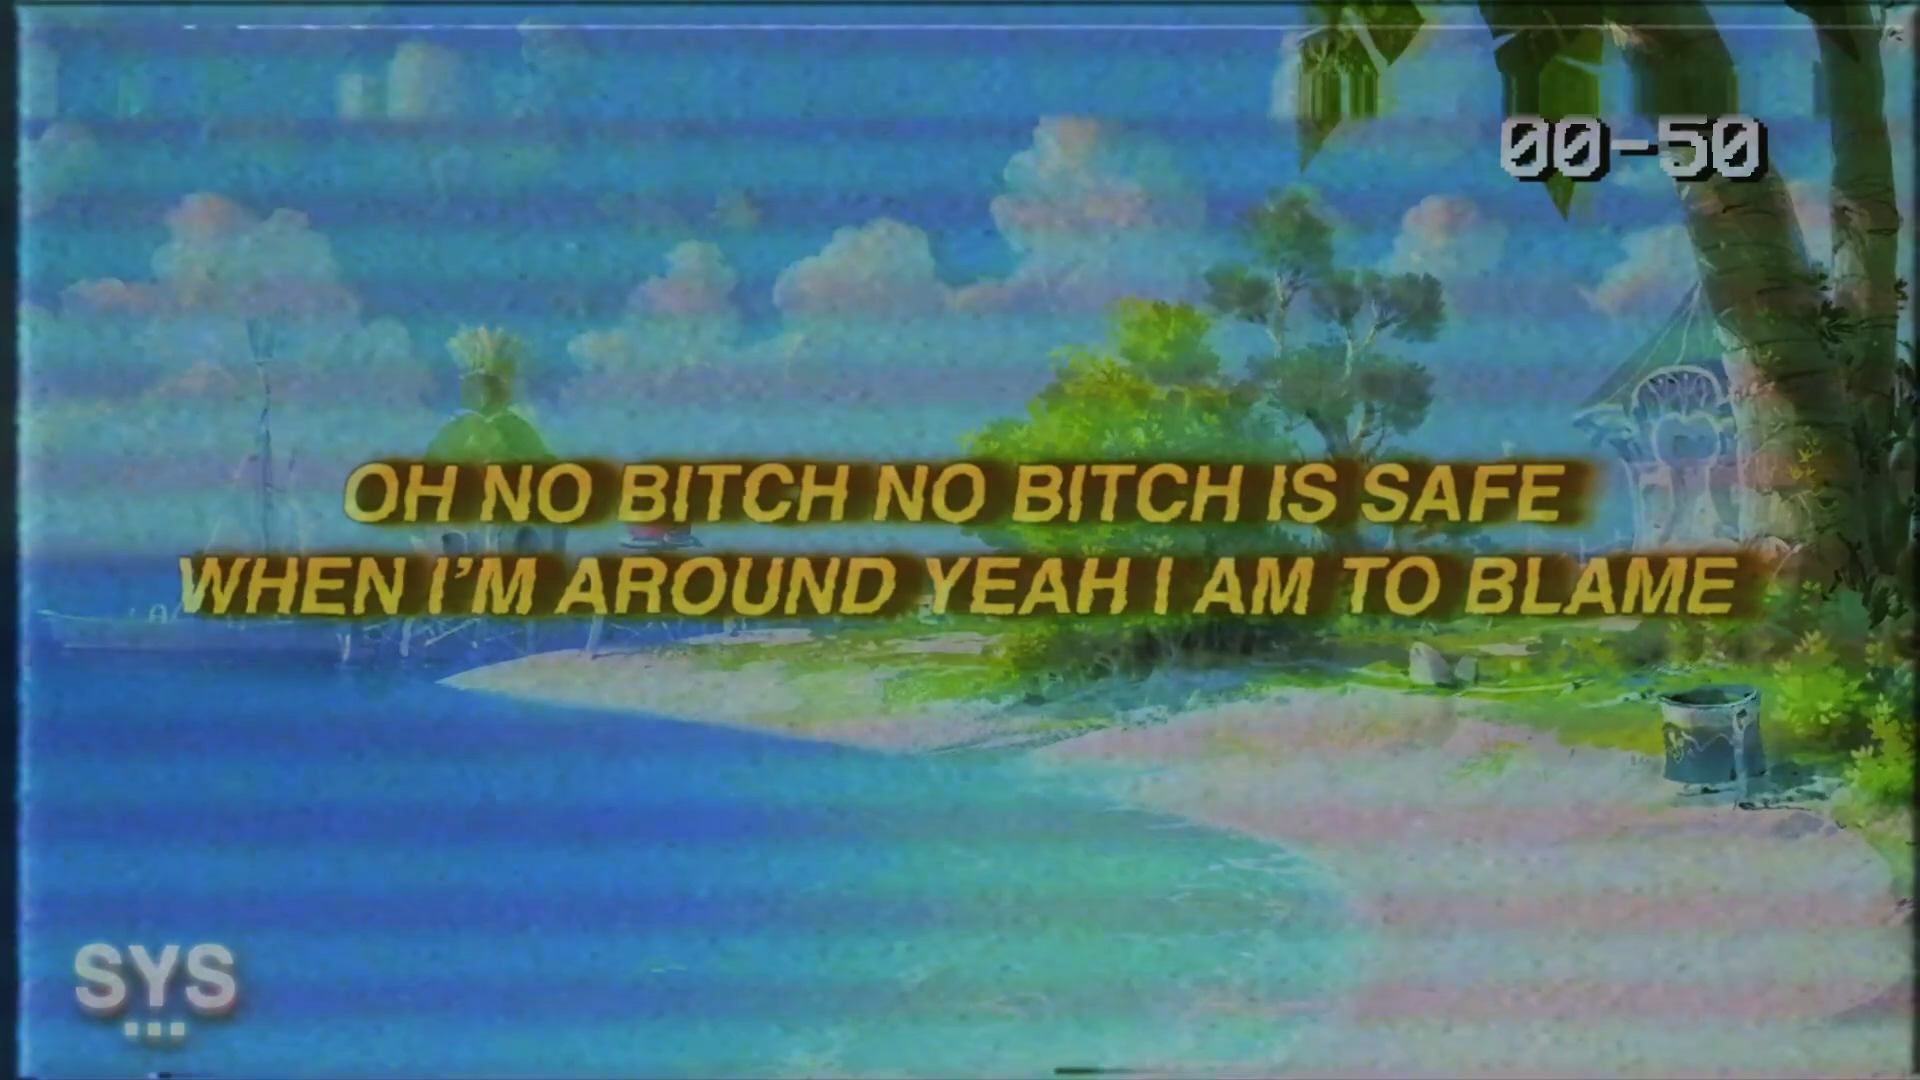 00-50
OH NO BITCH NO BITCH IS SAFE
WHEN I'M AROUND YEAH I AM TO BLAME
SYS